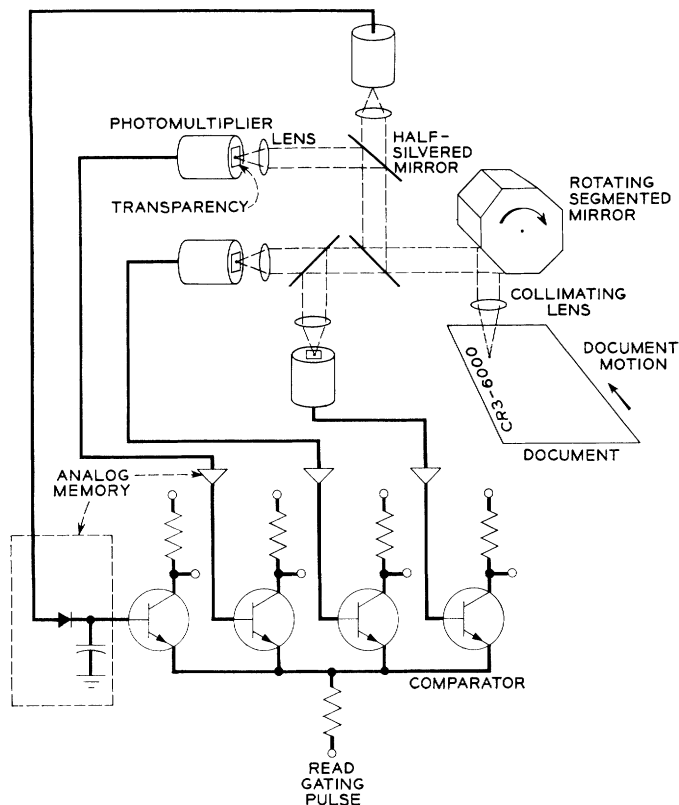 PHOTOMULTIPLIER
LENS
HALF-
SILVERED
MIRROR
TRANSPARENCY
ROTATING
SEGMENTED
MIRROR
COLLIMATING
LENS
CR3-6000
DOCUMENT
MOTION
DOCUMENT
ANALOG
MEMORY
COMPARATOR
READ
GATING
PULSE